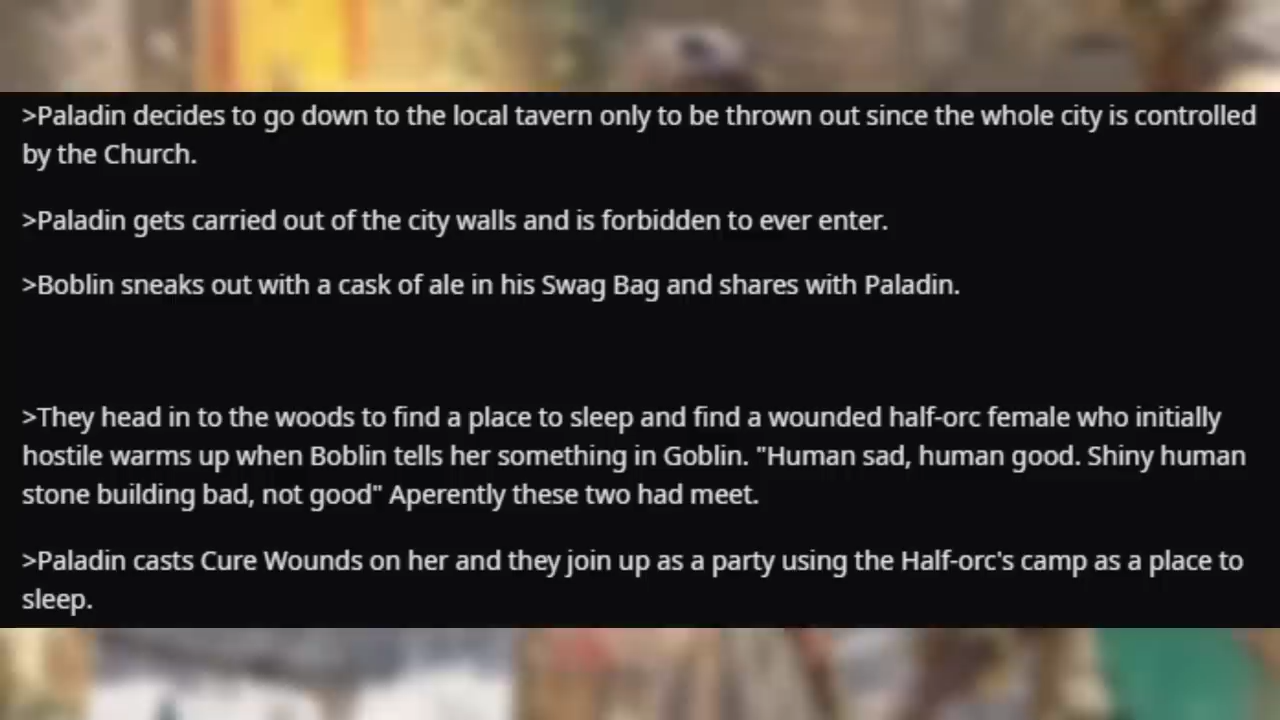 >Paladin decides to go down to the local tavern only to be thrown out since the whole city is controlled
by the Church.
>Paladin gets carried out of the city walls and is forbidden to ever enter.
>Boblin sneaks out with a cask of ale in his Swag Bag and shares with Paladin.
>They head in to the woods to find a place to sleep and find a wounded half-orc female who initially
hostile warms up when Boblin tells her something in Goblin. "Human sad, human good. Shiny human
stone building bad, not good" Aperently these two had meet.
>Paladin casts Cure Wounds on her and they join up as a party using the Half-orc's camp as a place to
sleep.